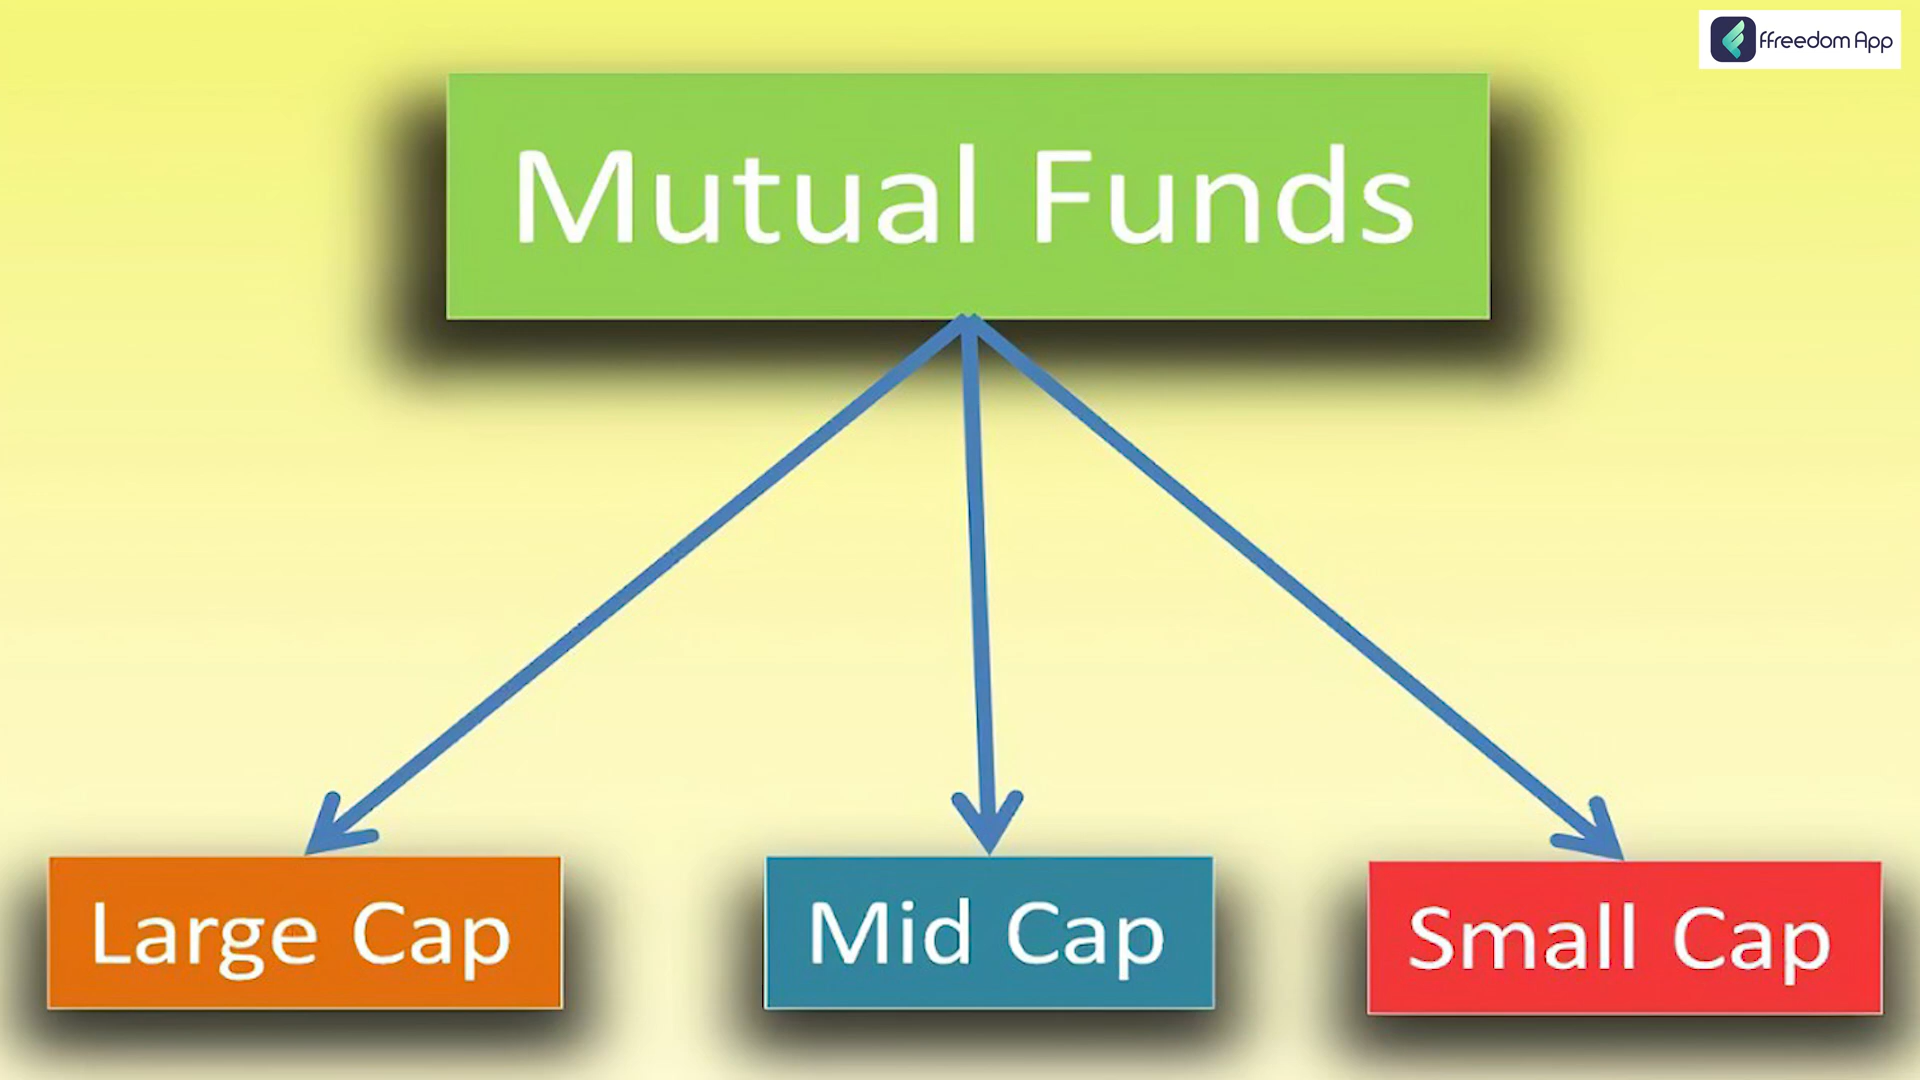 ffreedom App
Mutual Funds
Large Cap
Mid Cap
Small Cap